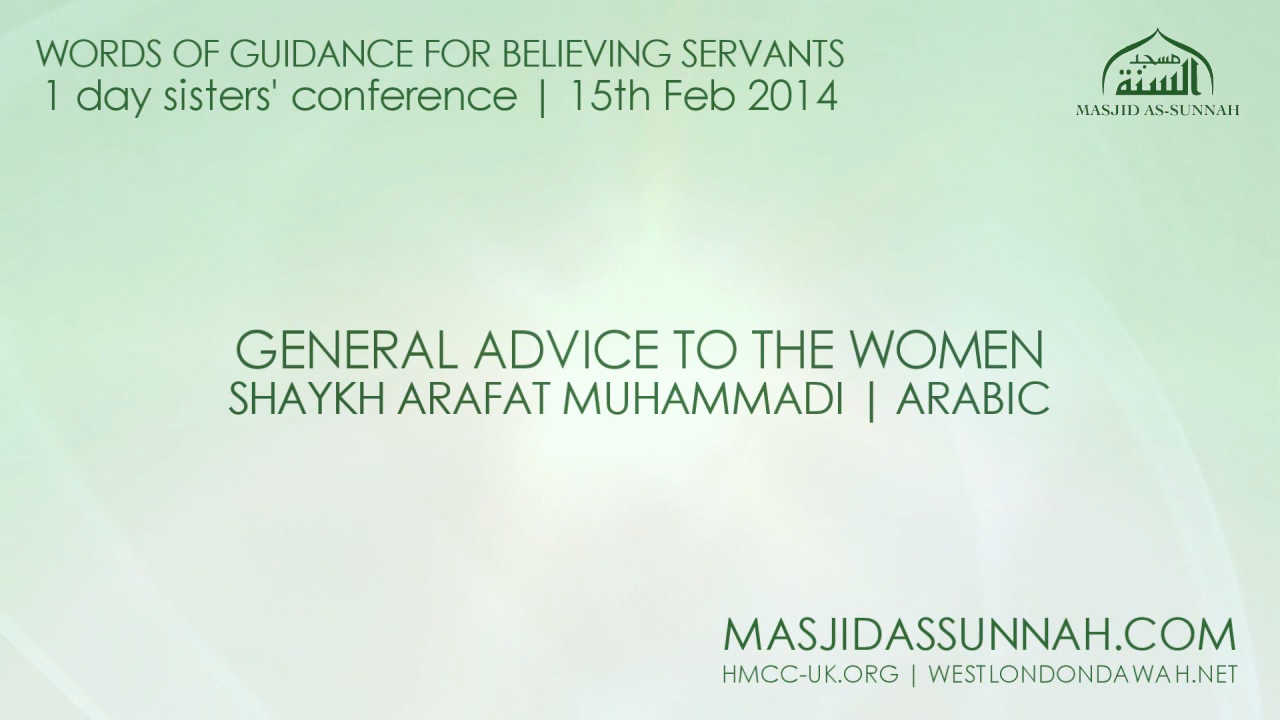 WORDS OF GUIDANCE FOR BELIEVING SERVANTS
1 day sisters' conference | 15th Feb 2014
مسجد
السنة
MASJID AS-SUNNAH
GENERAL ADVICE TO THE WOMEN
SHAYKH ARAFAT MUHAMMADI | ARABIC
MASJIDASSUNNAH.COM
HMCC-UK.ORG | WESTLONDONDAWAH.NET